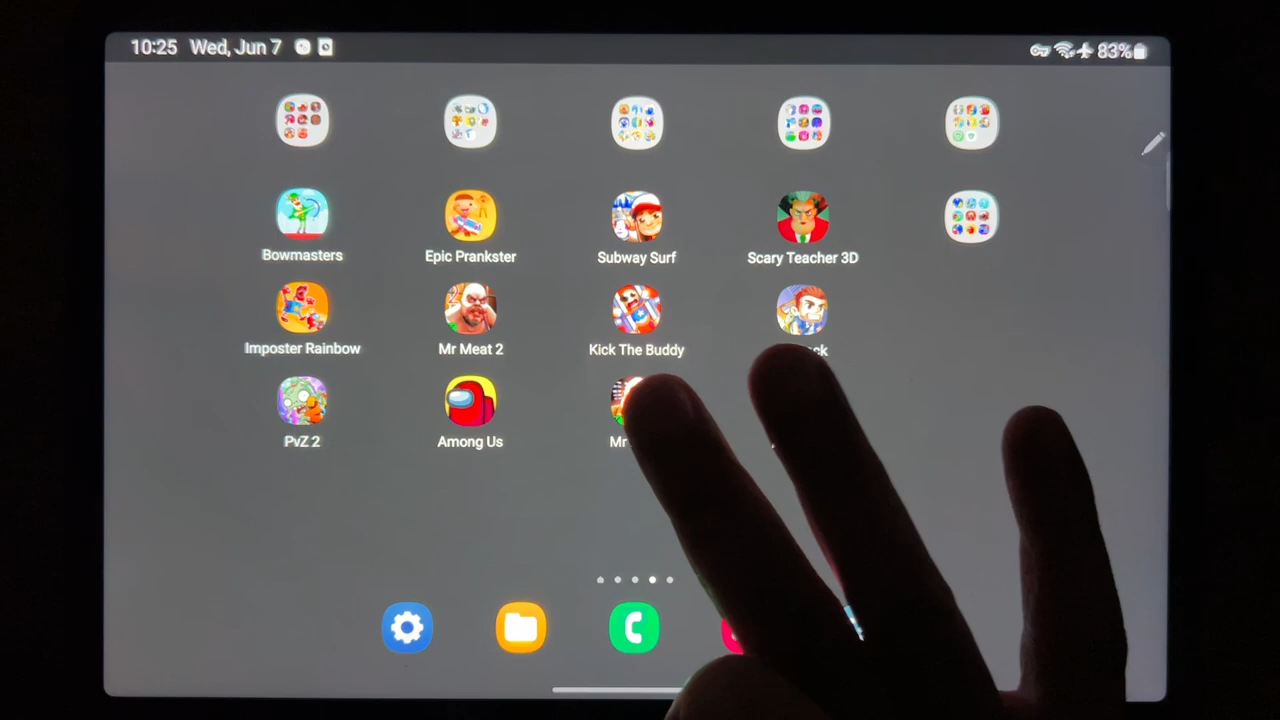 10:25 Wed, Jun 7 83%
Bowmasters Epic Prankster Subway Surf Scary Teacher 3D
Imposter Rainbow Mr Meat 2 Kick The Buddy
PvZ 2 Among Us Mr